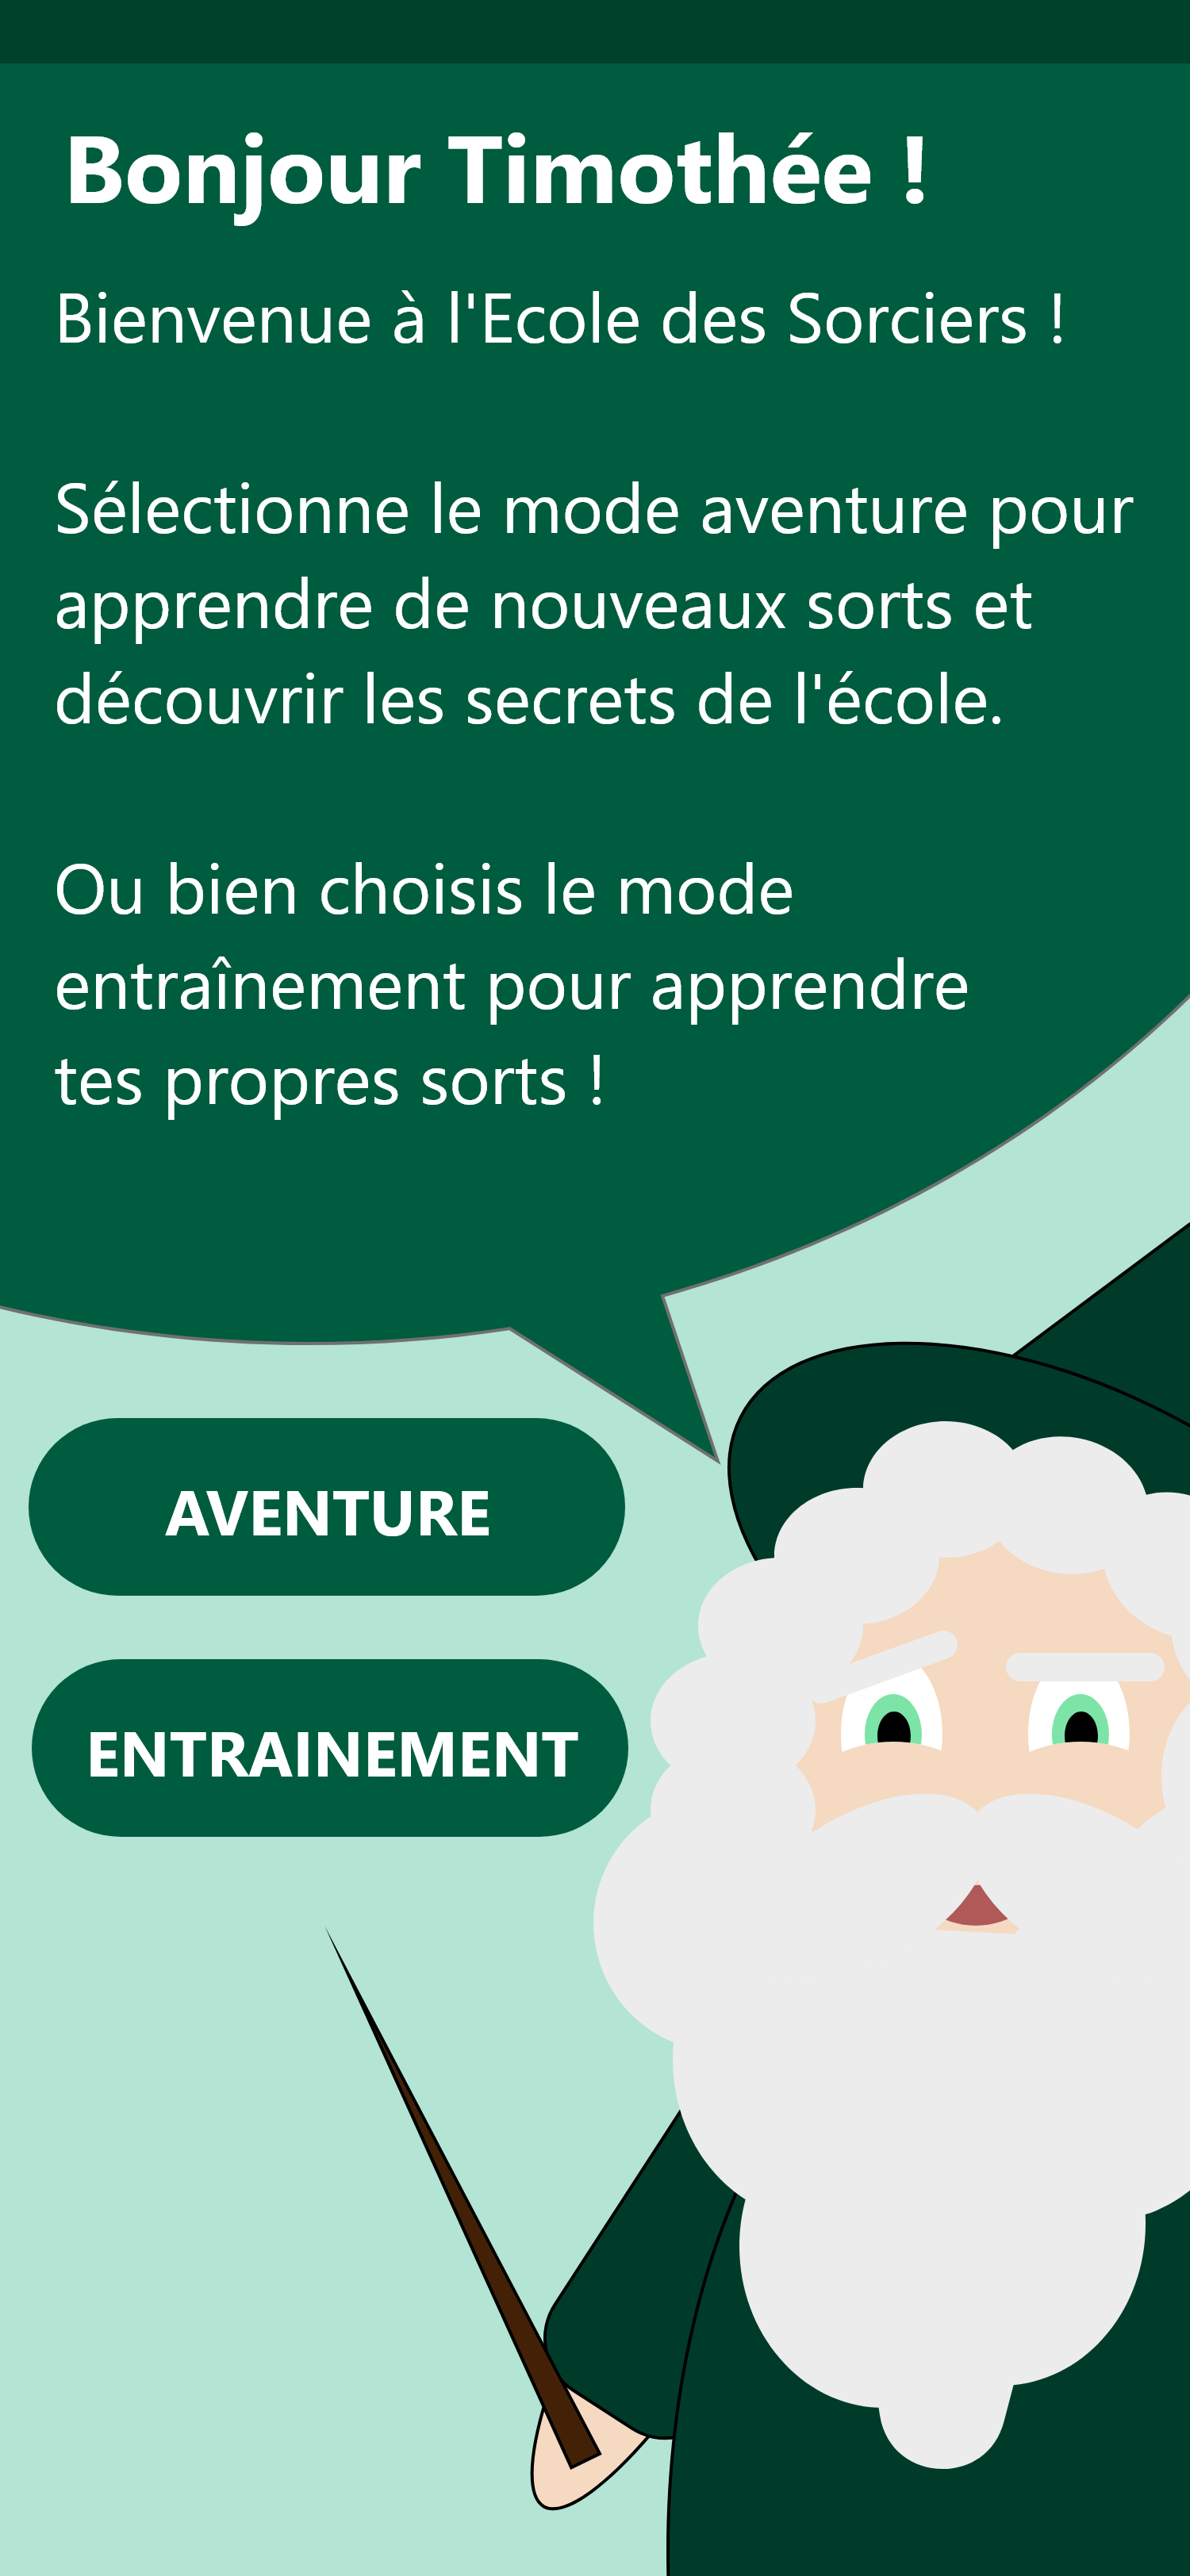 Bonjour Timothée !
Bienvenue à l'Ecole des Sorciers !
Sélectionne le mode aventure pour
apprendre de nouveaux sorts et
découvrir les secrets de l'école.
Ou bien choisis le mode
entraînement pour apprendre
tes propres sorts !
AVENTURE
ENTRAINEMENT